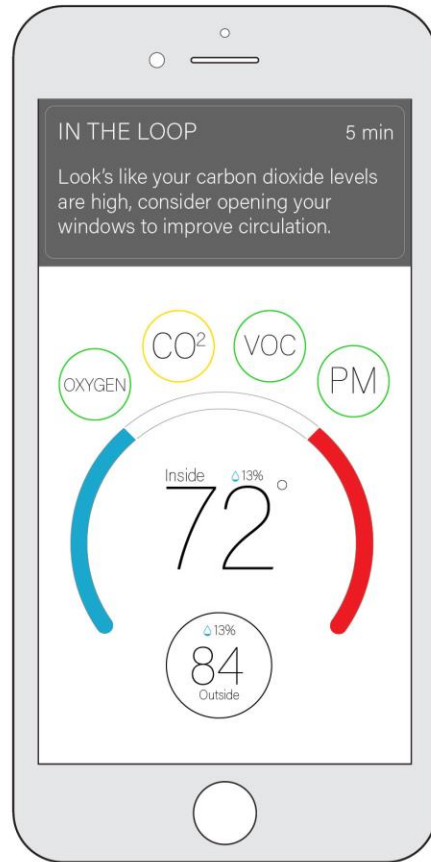 IN THE LOOP 5 min
Look's like your carbon dioxide levels
are high, consider opening your
windows to improve circulation.
OXYGEN CO² VOC PM
Inside 13%
72°
13%
84
Outside